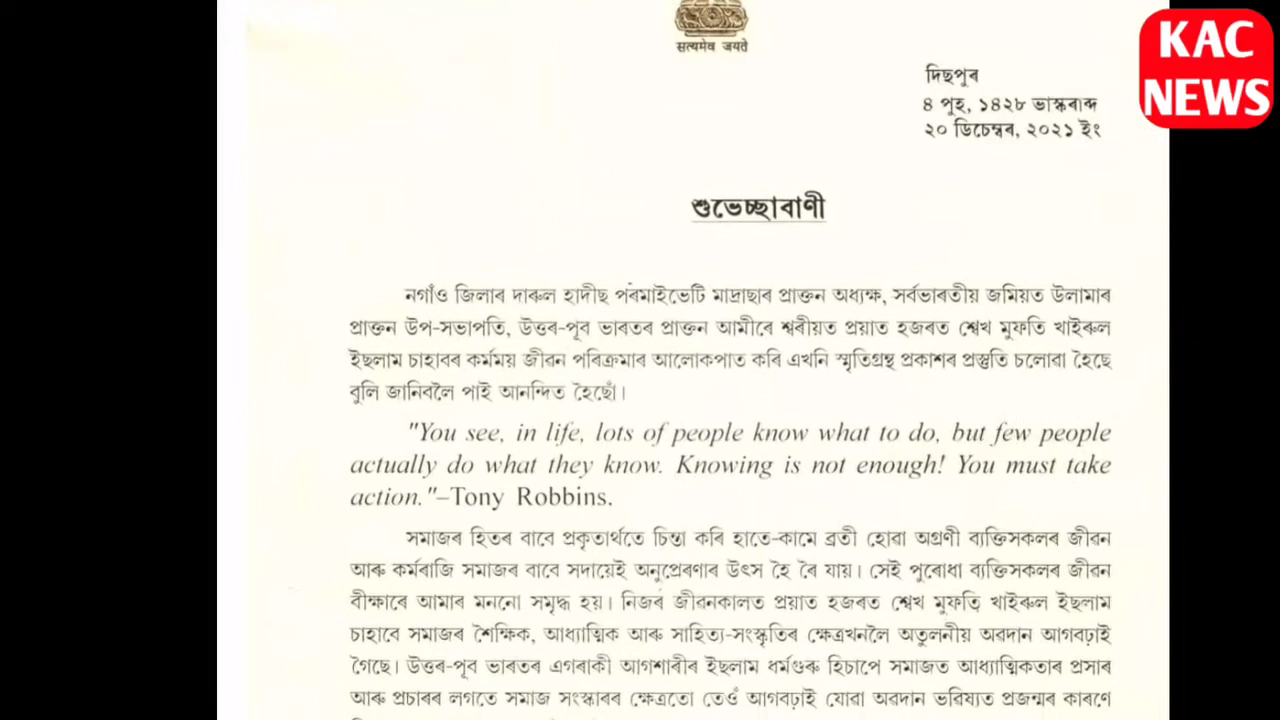 सत्यमेव जयते
KAC
NEWS
দিছপুৰ
৪ পুহ, ১৪২৮ ভাস্কৰাব্দ
২০ ডিচেম্বৰ, ২০২১ ইং
শুভেচ্ছাবাণী
নগাঁও জিলাৰ দাৰুল হাদীছ পৰমাইভেটি মাদ্ৰাছাৰ প্ৰাক্তন অধ্যক্ষ, সৰ্বভাৰতীয় জমিয়ত উলামাৰ
প্ৰাক্তন উপ-সভাপতি, উত্তৰ-পূব ভাৰতৰ প্ৰাক্তন আমীৰে শ্বৰীয়ত প্ৰয়াত হজৰত শ্বেখ মুফতি খাইৰুল
ইছলাম চাহাবৰ কৰ্মময় জীৱন পৰিক্ৰমাৰ আলোকপাত কৰি এখনি স্মৃতিগ্ৰন্থ প্ৰকাশৰ প্ৰস্তুতি চলোৱা হৈছে
বুলি জানিবলৈ পাই আনন্দিত হৈছোঁ।
"You see, in life, lots of people know what to do, but few people
actually do what they know. Knowing is not enough! You must take
action."–Tony Robbins.
সমাজৰ হিতৰ বাবে প্ৰকৃতাৰ্থতে চিন্তা কৰি হাতে-কামে ব্ৰতী হোৱা অগ্ৰণী ব্যক্তিসকলৰ জীৱন
আৰু কৰ্মৰাজি সমাজৰ বাবে সদায়েই অনুপ্ৰেৰণাৰ উৎস হৈ ৰৈ যায়। সেই পুৰোধা ব্যক্তিসকলৰ জীৱন
বীক্ষাৰে আমাৰ মননো সমৃদ্ধ হয়। নিজৰ জীৱনকালত প্ৰয়াত হজৰত শ্বেখ মুফতি খাইৰুল ইছলাম
চাহাবে সমাজৰ শৈক্ষিক, আধ্যাত্মিক আৰু সাহিত্য-সংস্কৃতিৰ ক্ষেত্ৰখনলৈ অতুলনীয় অৱদান আগবঢ়াই
গৈছে। উত্তৰ-পূব ভাৰতৰ এগৰাকী আগশাৰীৰ ইছলাম ধৰ্মগুৰু হিচাপে সমাজত আধ্যাত্মিকতাৰ প্ৰসাৰ
আৰু প্ৰচাৰৰ লগতে সমাজ সংস্কাৰৰ ক্ষেত্ৰতো তেওঁ আগবঢ়াই যোৱা অৱদান ভৱিষ্যত প্ৰজন্মৰ কাৰণে